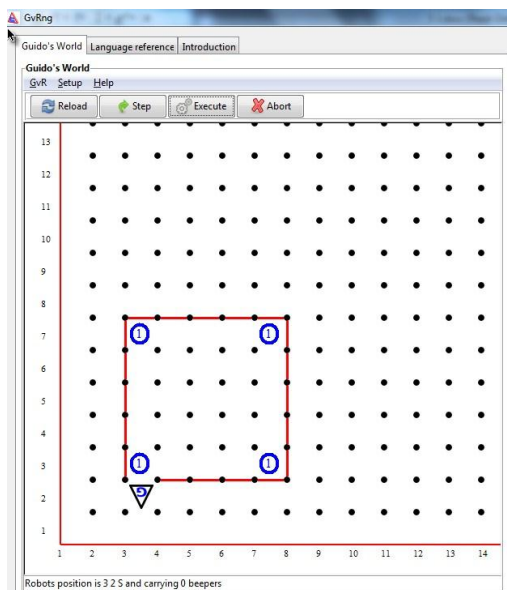 GvRng
Guido's World Language reference Introduction
Guido's World
GvR Setup Help
Reload Step Execute Abort
13
12
11
10
9
8
7
6
5
4
3
2
1
1 1
1 1
G
1 2 3 4 5 6 7 8 9 10 11 12 13 14
Robots position is 3 2 S and carrying 0 beepers